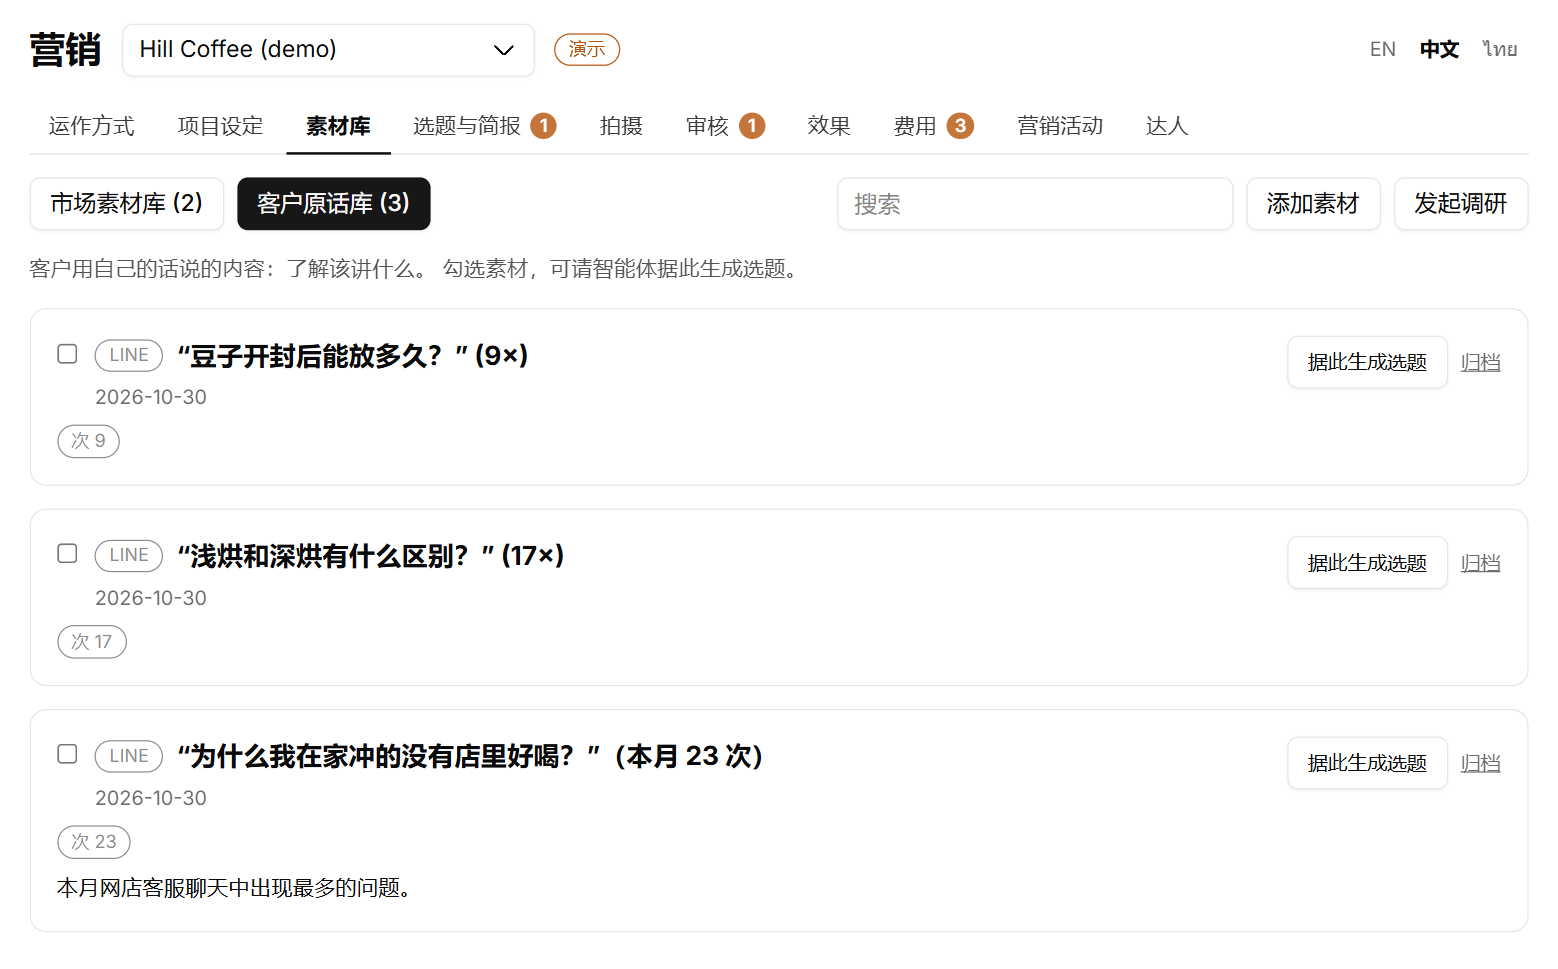 营销 Hill Coffee (demo) 演示 EN 中文 ไทย
运作方式 项目设定 素材库 选题与简报 1 拍摄 审核 1 效果 费用 3 营销活动 达人
市场素材库 (2) 客户原话库 (3) 搜索 添加素材 发起调研
客户用自己的话说的内容：了解该讲什么。 勾选素材，可请智能体据此生成选题。
LINE “豆子开封后能放多久？” (9×) 据此生成选题 归档
2026-10-30
次 9
LINE “浅烘和深烘有什么区别？” (17×) 据此生成选题 归档
2026-10-30
次 17
LINE “为什么我在家冲的没有店里好喝？”（本月 23 次） 据此生成选题 归档
2026-10-30
次 23
本月网店客服聊天中出现最多的问题。